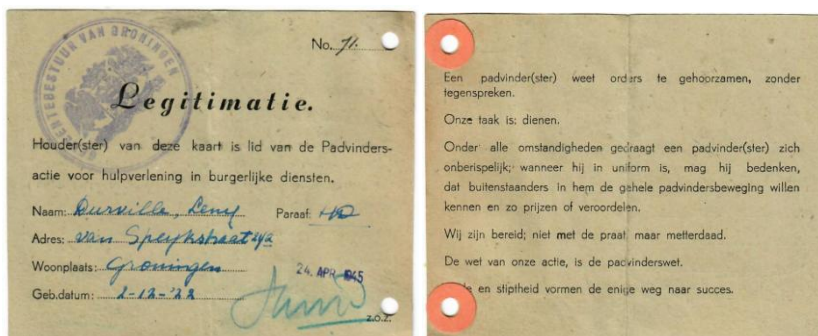 GEMEENTEBESTUUR VAN GRONINGEN
No. 71.
Legitimatie.
Houder(ster) van deze kaart is lid van de Padvinders-
actie voor hulpverlening in burgerlijke diensten.
Naam: Durville, Leny Paraaf:
Adres: van Speykstraat
Woonplaats: Groningen
24. APR 1945
Geb.datum: 2-12-'22
z.o.z.
Een padvinder(ster) weet orders te gehoorzamen, zonder
tegenspreken.
Onze taak is: dienen.
Onder alle omstandigheden gedraagt een padvinder(ster) zich
onberispelijk; wanneer hij in uniform is, mag hij bedenken,
dat buitenstaanders in hem de gehele padvindersbeweging willen
kennen en zo prijzen of veroordelen.
Wij zijn bereid; niet met de praat, maar metterdaad.
De wet van onze actie, is de padvinderswet.
en stiptheid vormen de enige weg naar succes.